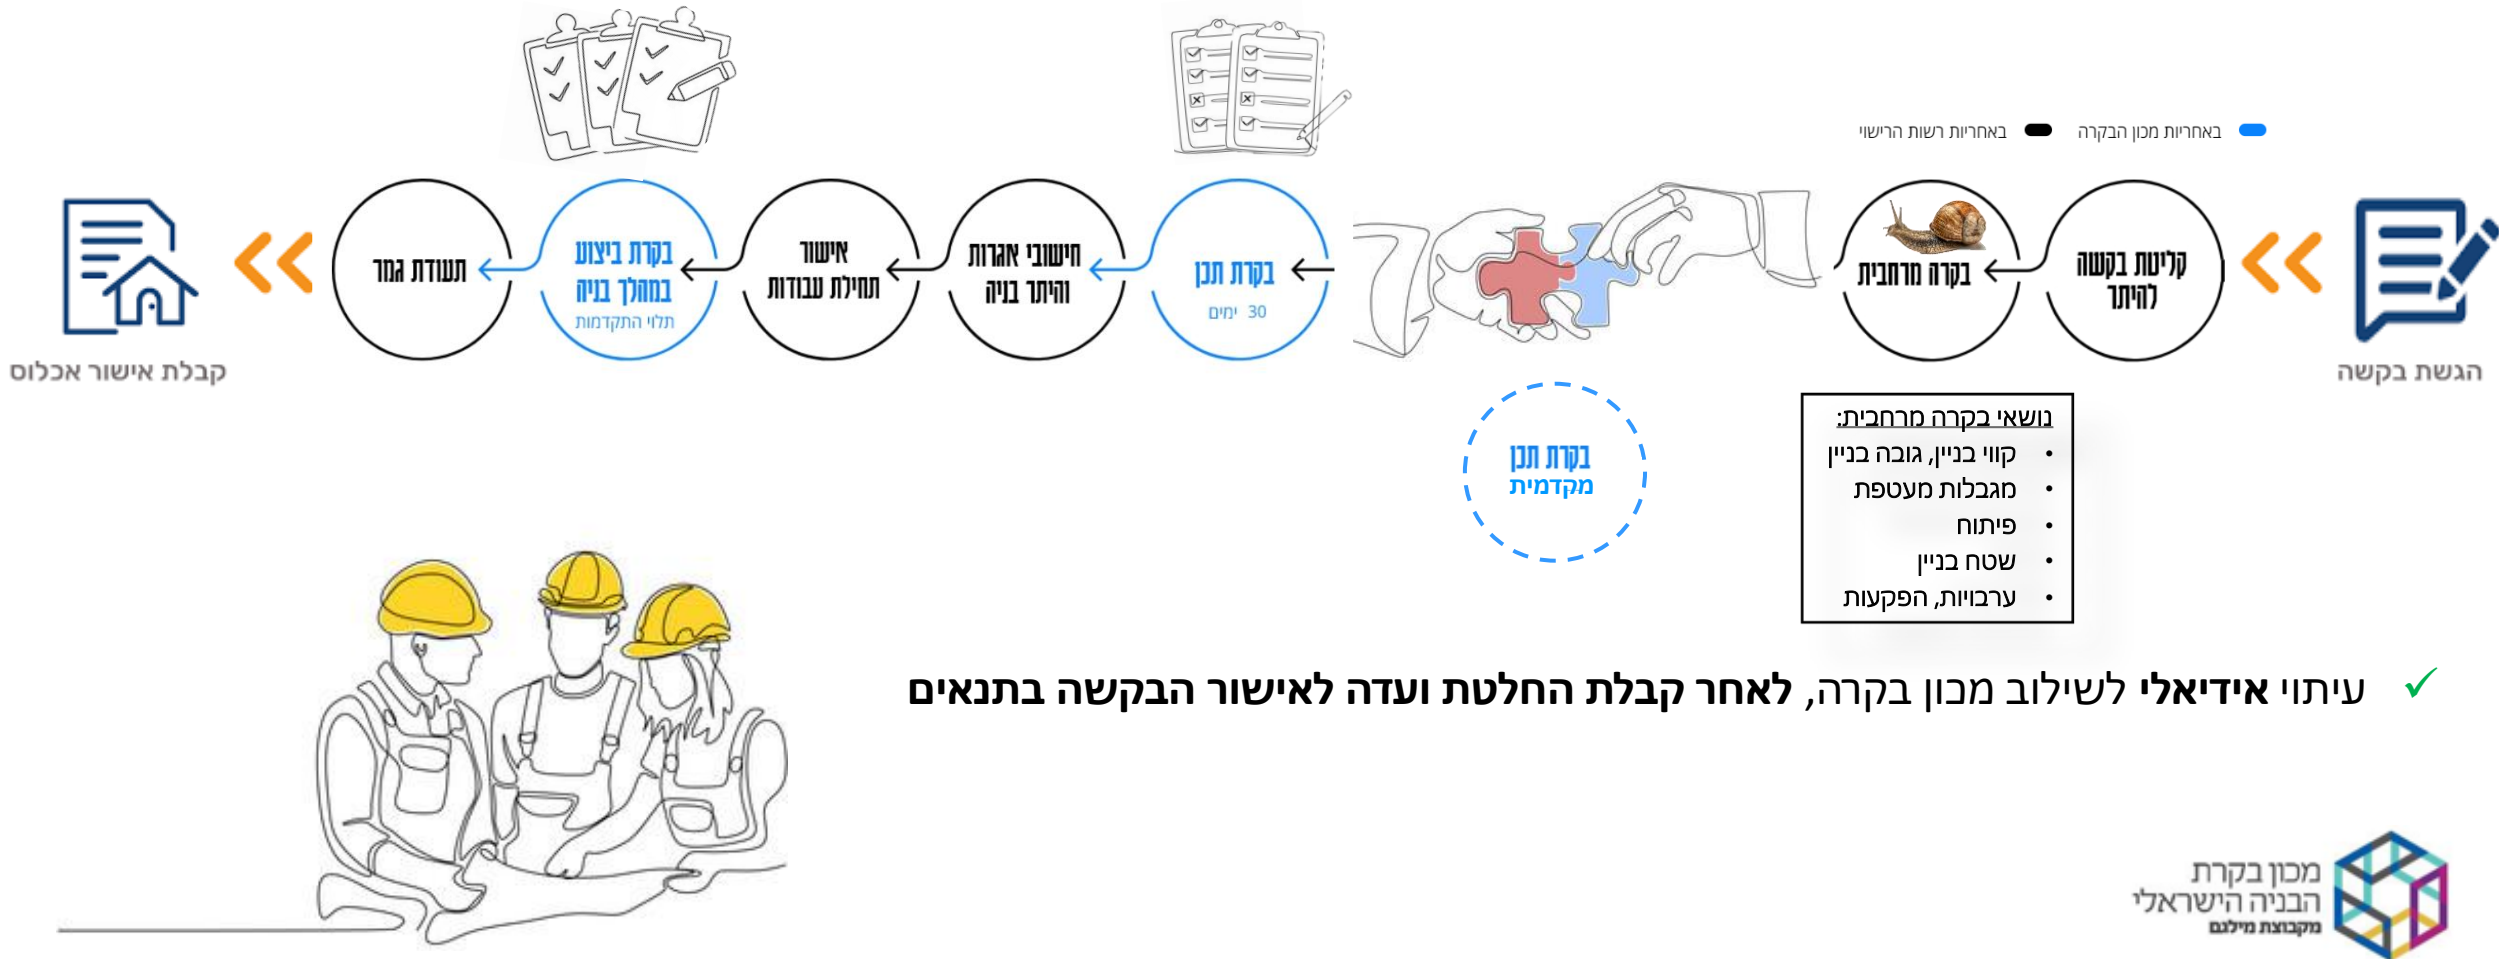 באחריות מכון הבקרה
באחריות רשות הרישוי
הגשת בקשה
קליטת בקשה
להיתר
בקרה מרחבית
בקרת תכן
30 ימים
חישובי אגרות
והיתר בניה
אישור
תחילת עבודות
בקרת ביצוע
במהלך בניה
תלוי התקדמות
תעודת גמר
קבלת אישור אכלוס
בקרת תכן
מקדמית
נושאי בקרה מרחבית:
• קווי בניין, גובה בניין
• מגבלות מעטפת
• פיתוח
• שטח בניין
• ערבויות, הפקעות
✓ עיתוי אידיאלי לשילוב מכון בקרה, לאחר קבלת החלטת ועדה לאישור הבקשה בתנאים
מכון בקרת
הבניה הישראלי
מקבוצת מילגם